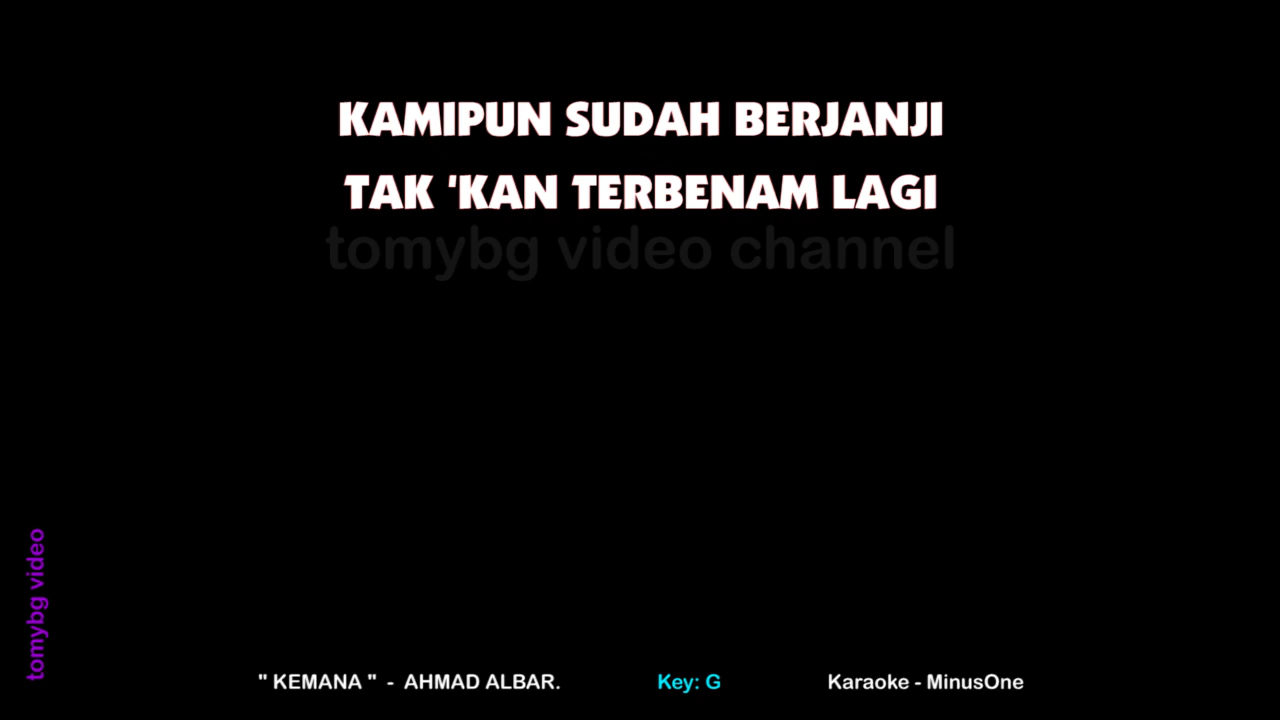 KAMIPUN SUDAH BERJANJI
TAK 'KAN TERBENAM LAGI
tomybg video channel
tomybg video
" KEMANA " - AHMAD ALBAR. Key: G Karaoke - MinusOne